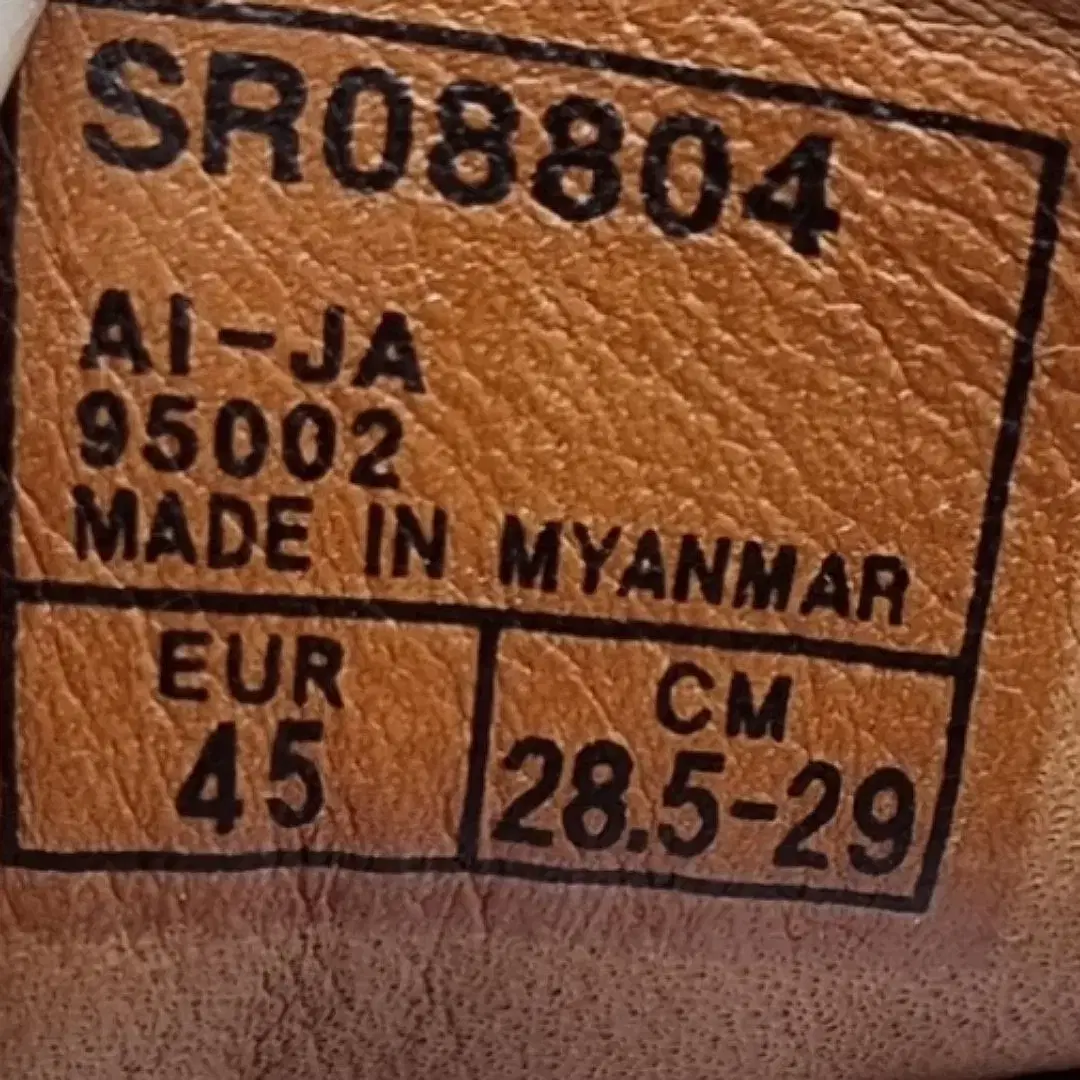 SR08804
AI-JA
95002
MADE IN MYANMAR
EUR
45
CM
28.5-29